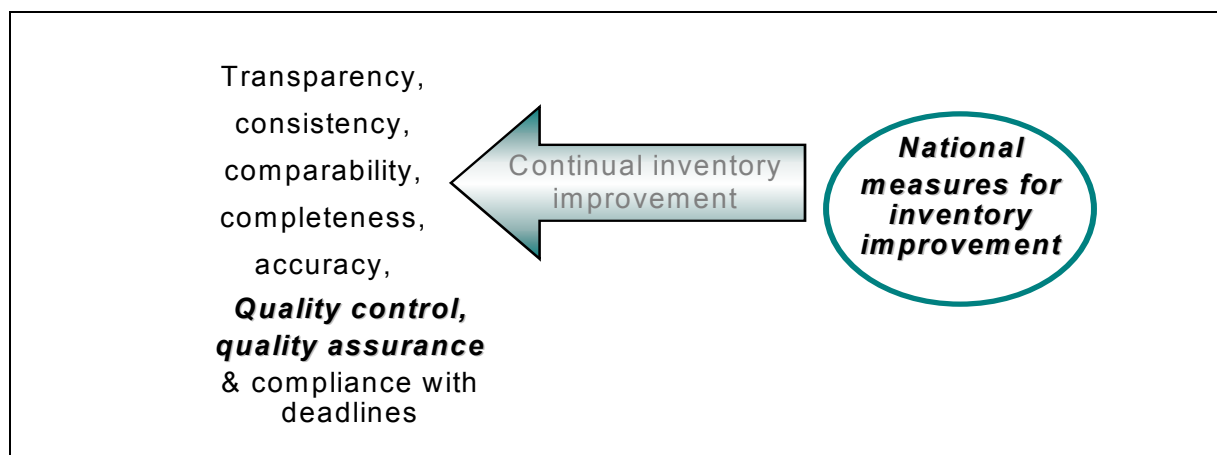 Transparency,
consistency,
comparability,
completeness,
accuracy,
Quality control,
quality assurance
& compliance with
deadlines
Continual inventory
improvement
National
measures for
inventory
improvement